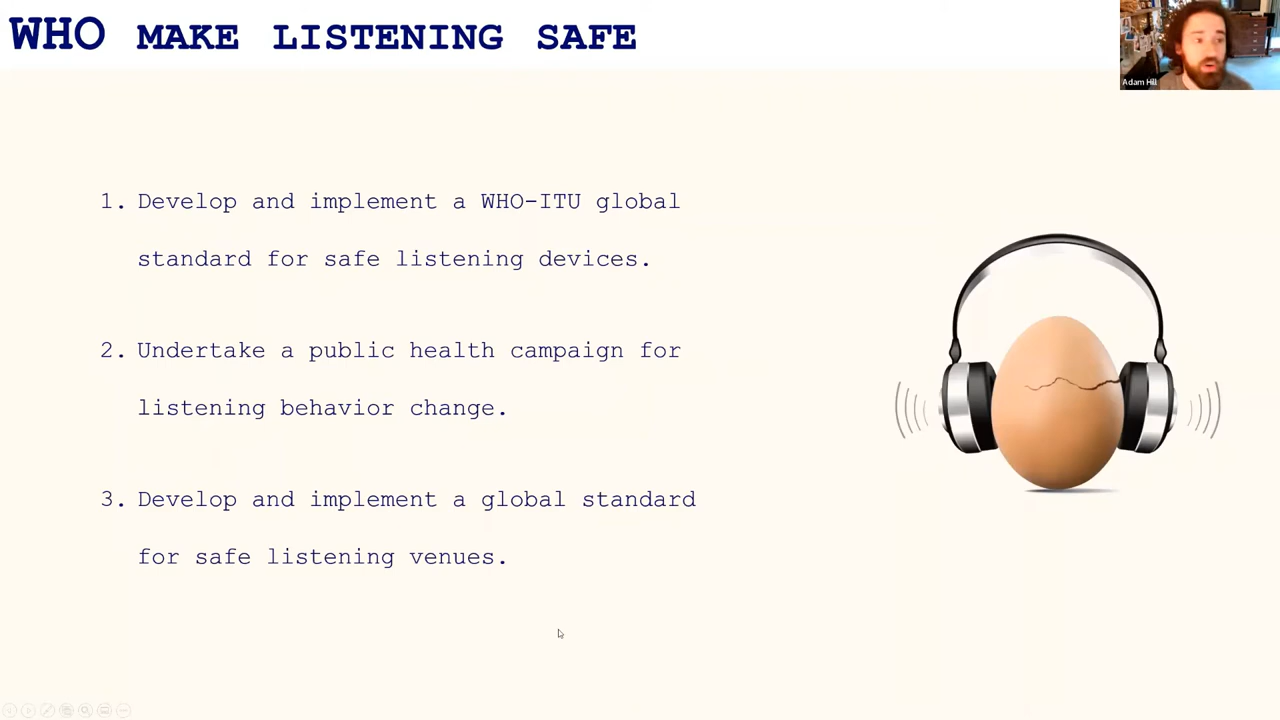 WHO MAKE LISTENING SAFE
Adam Hill
1. Develop and implement a WHO-ITU global
standard for safe listening devices.
2. Undertake a public health campaign for
listening behavior change.
3. Develop and implement a global standard
for safe listening venues.